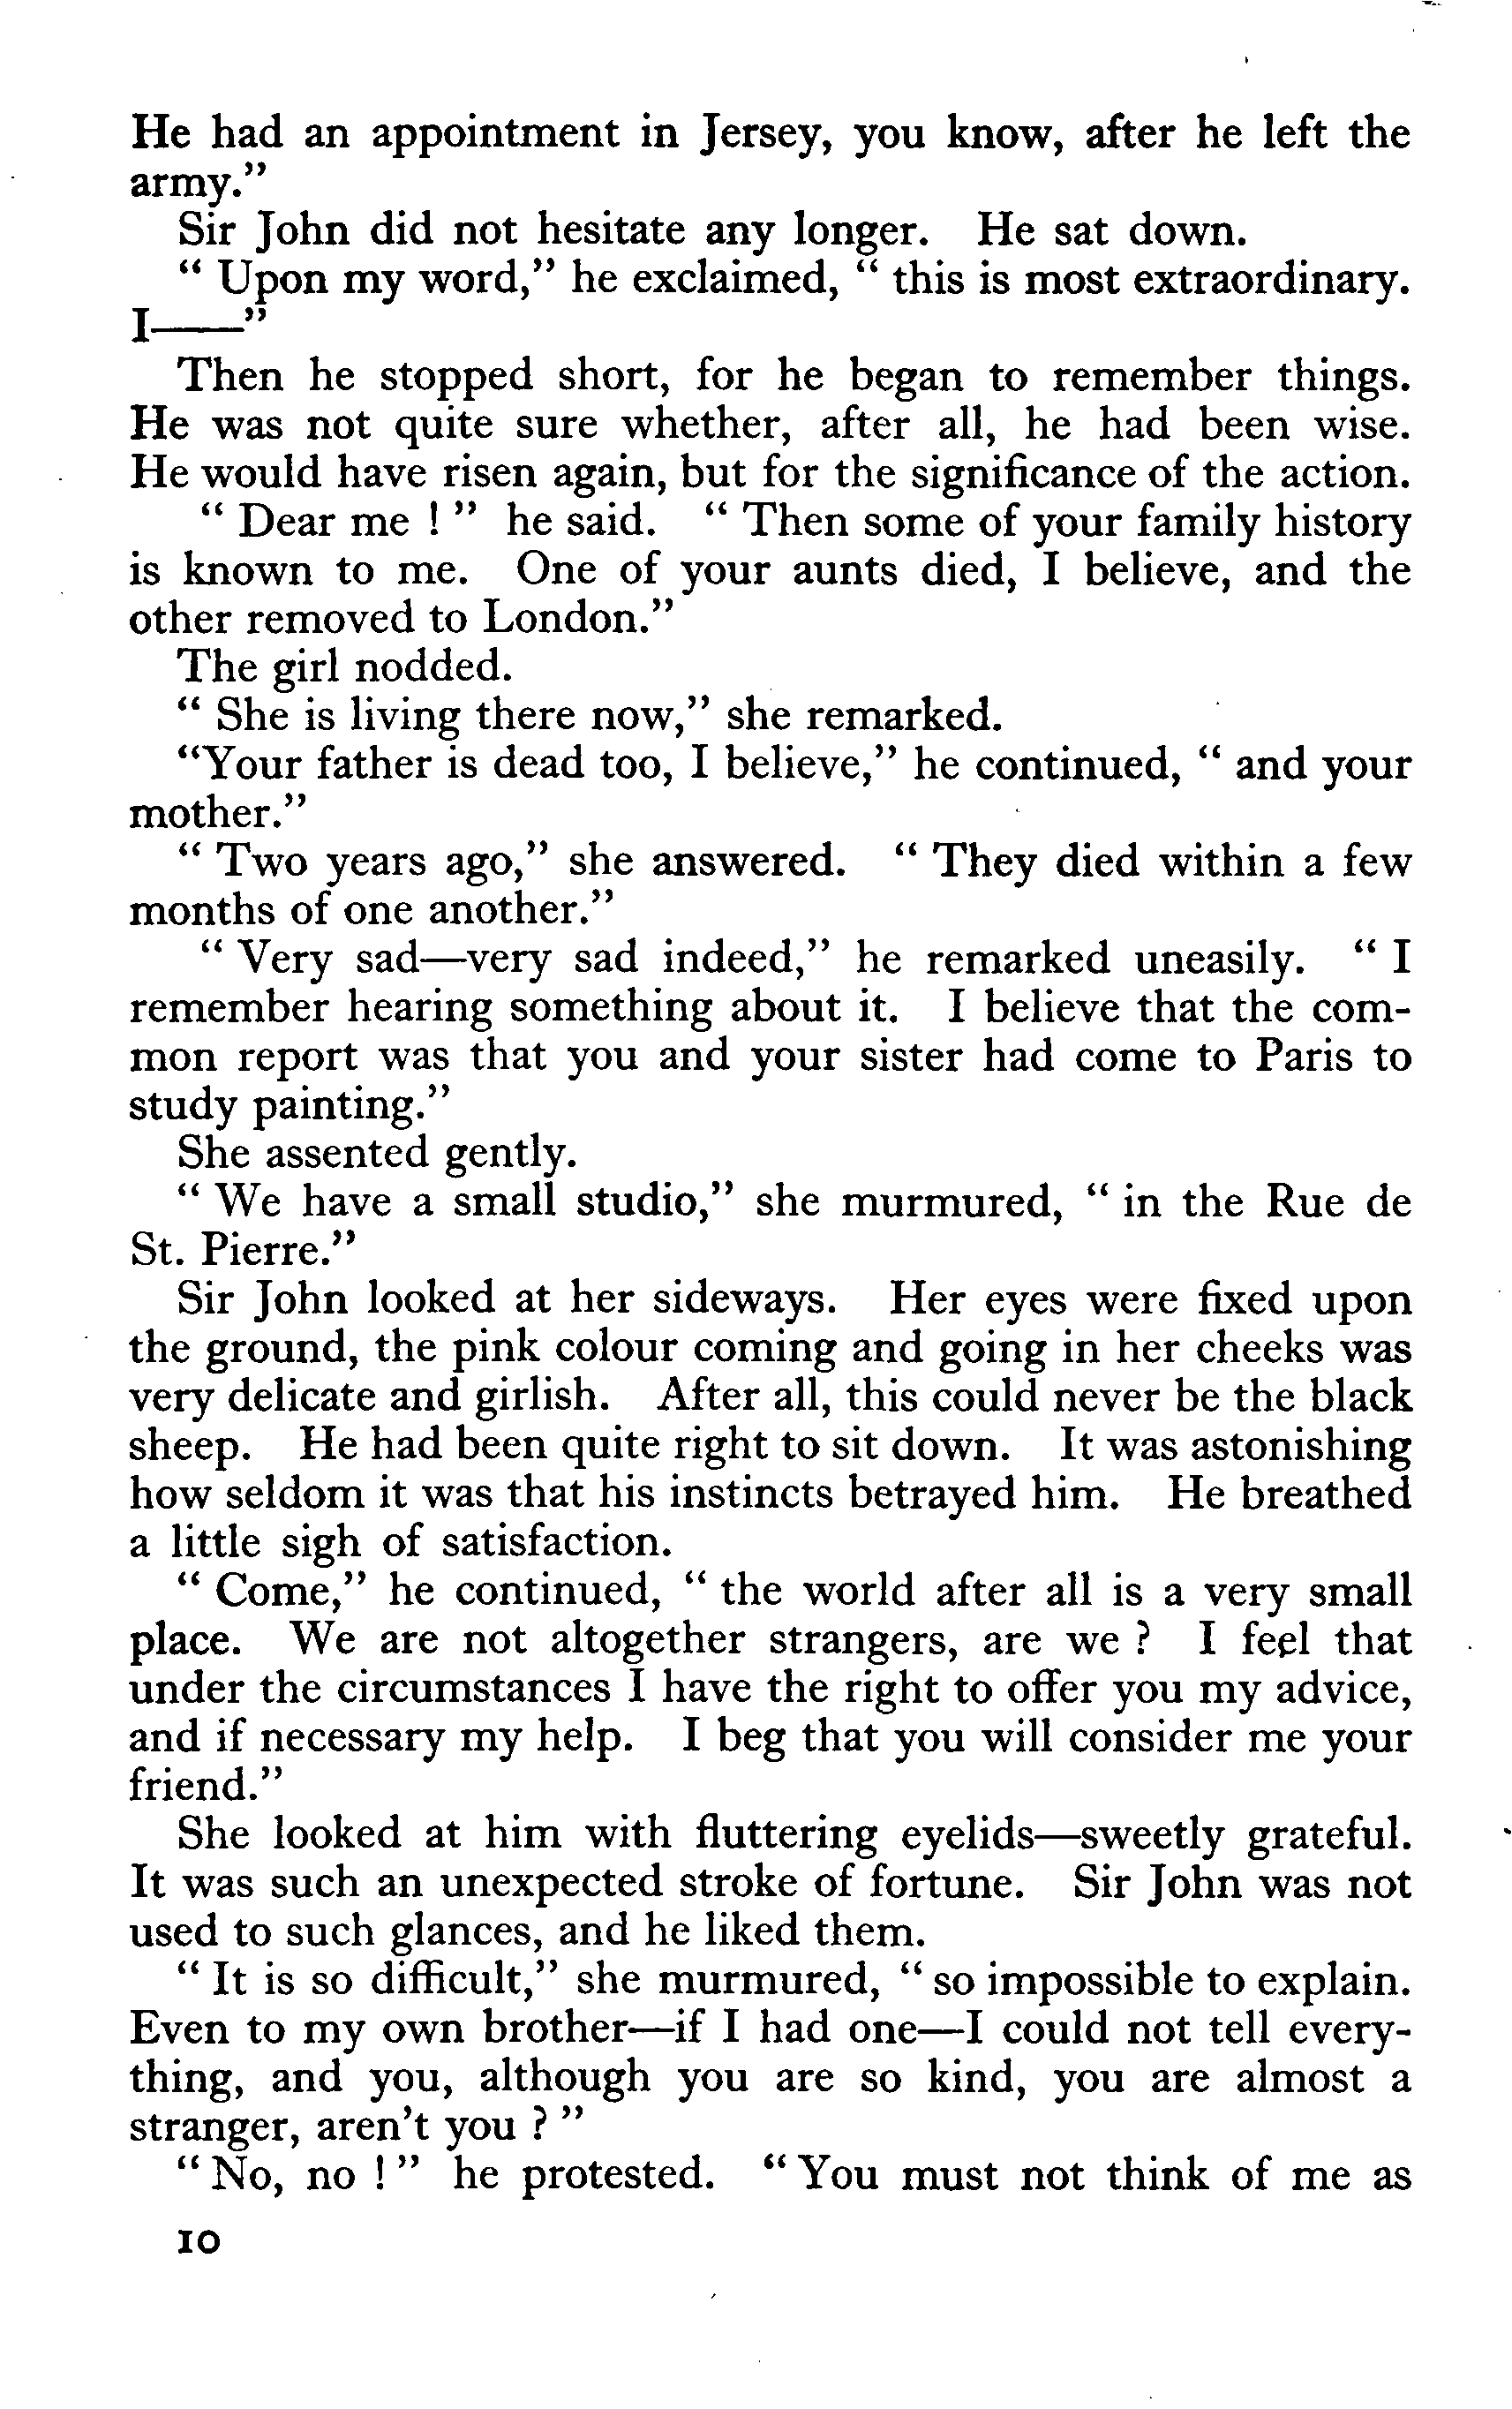 He had an appointment in Jersey, you know, after he left the
army."
Sir John did not hesitate any longer. He sat down.
" Upon my word," he exclaimed, " this is most extraordinary.
I——"
Then he stopped short, for he began to remember things.
He was not quite sure whether, after all, he had been wise.
He would have risen again, but for the significance of the action.
" Dear me ! " he said. " Then some of your family history
is known to me. One of your aunts died, I believe, and the
other removed to London."
The girl nodded.
" She is living there now," she remarked.
"Your father is dead too, I believe," he continued, " and your
mother."
" Two years ago," she answered. " They died within a few
months of one another."
" Very sad—very sad indeed," he remarked uneasily. " I
remember hearing something about it. I believe that the com-
mon report was that you and your sister had come to Paris to
study painting."
She assented gently.
" We have a small studio," she murmured, " in the Rue de
St. Pierre."
Sir John looked at her sideways. Her eyes were fixed upon
the ground, the pink colour coming and going in her cheeks was
very delicate and girlish. After all, this could never be the black
sheep. He had been quite right to sit down. It was astonishing
how seldom it was that his instincts betrayed him. He breathed
a little sigh of satisfaction.
" Come," he continued, " the world after all is a very small
place. We are not altogether strangers, are we ? I feel that
under the circumstances I have the right to offer you my advice,
and if necessary my help. I beg that you will consider me your
friend."
She looked at him with fluttering eyelids—sweetly grateful.
It was such an unexpected stroke of fortune. Sir John was not
used to such glances, and he liked them.
" It is so difficult," she murmured, " so impossible to explain.
Even to my own brother—if I had one—I could not tell every-
thing, and you, although you are so kind, you are almost a
stranger, aren't you ? "
" No, no ! " he protested. " You must not think of me as
10